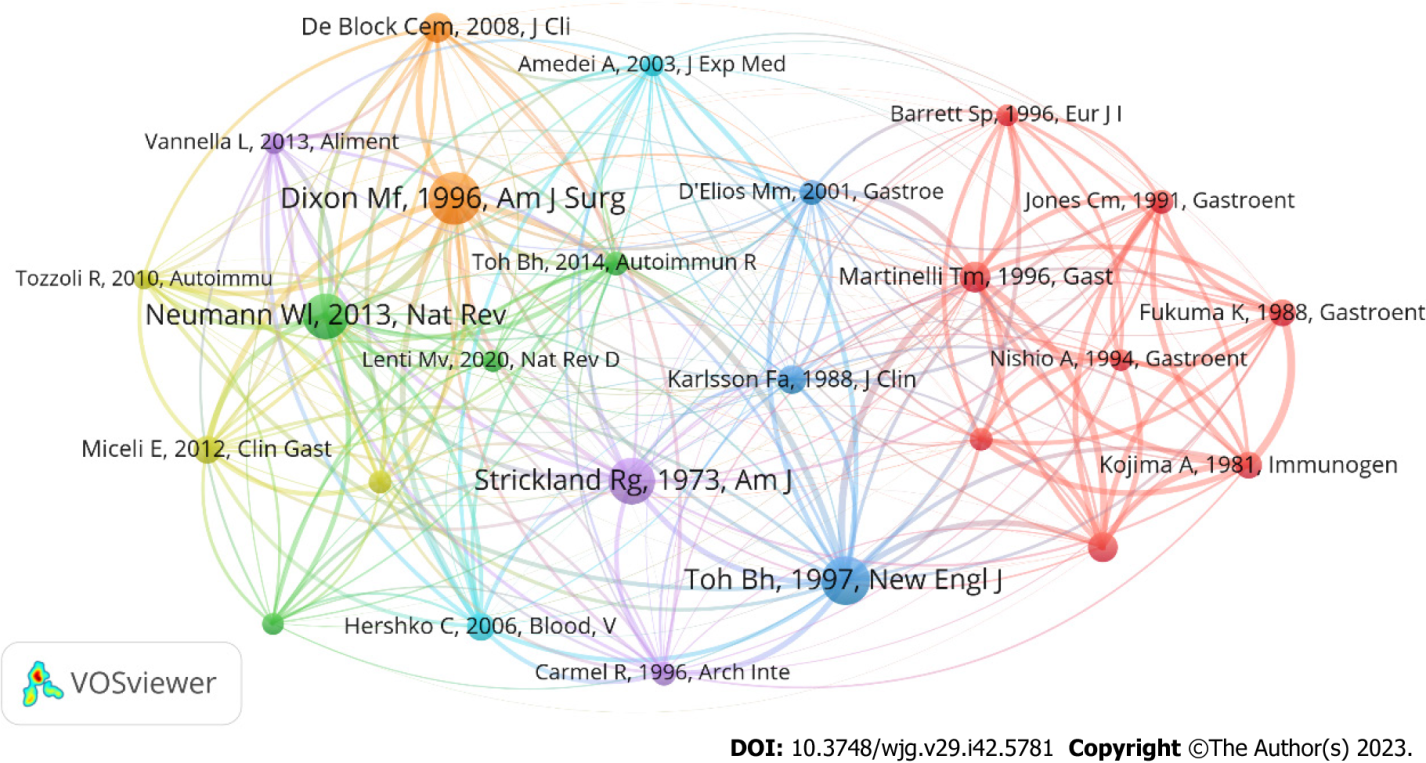 De Block Cem, 2008, J Cli
Amedei A, 2003, J Exp Med
Barrett Sp, 1996, Eur J I
Vannella L, 2013, Aliment
Dixon Mf, 1996, Am J Surg
D'Elios Mm, 2001, Gastroe
Jones Cm, 1991, Gastroent
Toh Bh, 2014, Autoimmun R
Tozzoli R, 2010, Autoimmu
Martinelli Tm, 1996, Gast
Neumann Wl, 2013, Nat Rev
Fukuma K, 1988, Gastroent
Lenti Mv, 2020, Nat Rev D
Nishio A, 1994, Gastroent
Karlsson Fa, 1988, J Clin
Miceli E, 2012, Clin Gast
Kojima A, 1981, Immunogen
Strickland Rg, 1973, Am J
Toh Bh, 1997, New Engl J
Hershko C, 2006, Blood, V
Carmel R, 1996, Arch Inte
VOSviewer
DOI: 10.3748/wjg.v29.i42.5781 Copyright ©The Author(s) 2023.